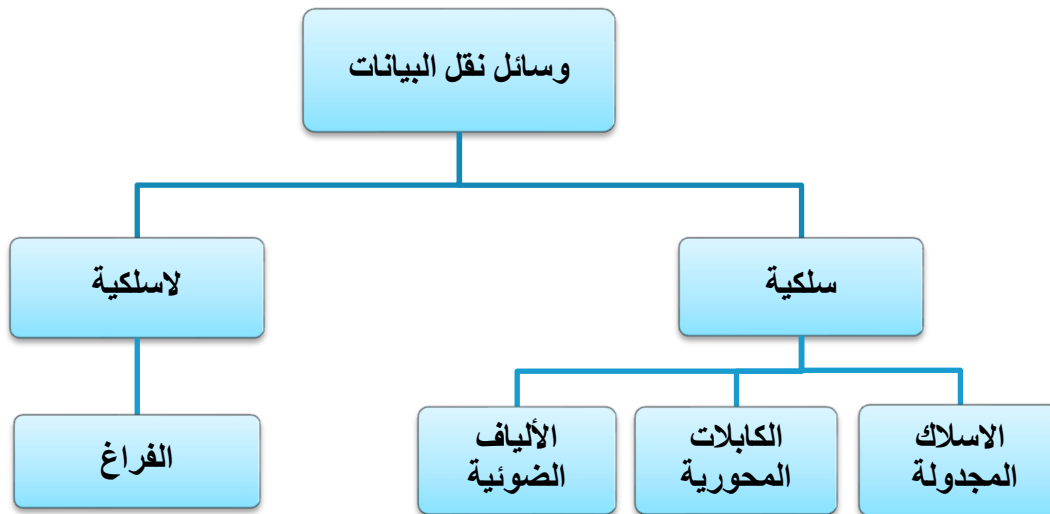 وسائل نقل البيانات
سلكية
لاسلكية
الاسلاك
المجدولة
الكابلات
المحورية
الألياف
الضوئية
الفراغ